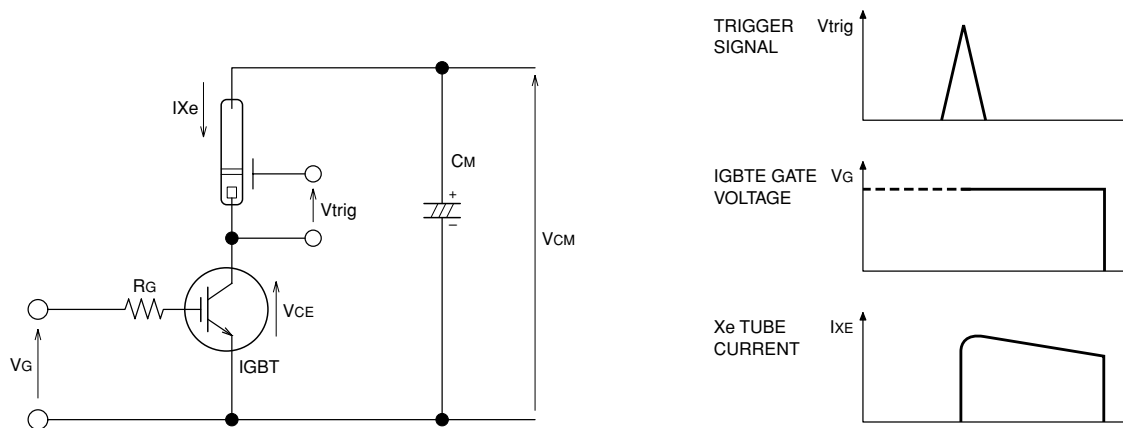 IXe
CM
+
–
Vtrig
VCM
RG
VCE
VG
IGBT
TRIGGER
SIGNAL
Vtrig
IGBTE GATE
VOLTAGE
VG
Xe TUBE
CURRENT
IXE